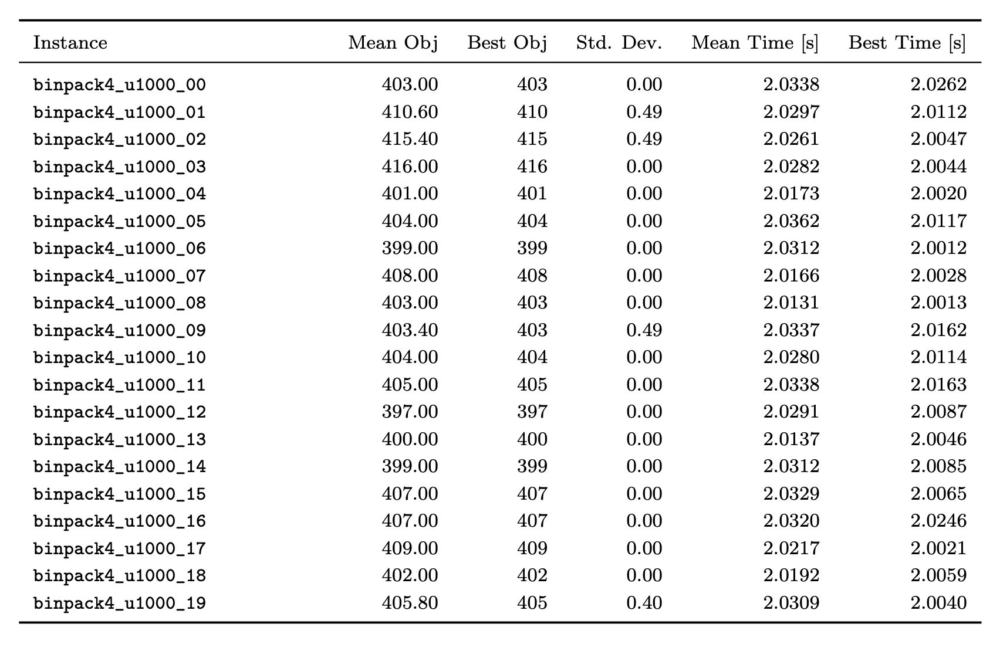 Instance Mean Obj Best Obj Std. Dev. Mean Time [s] Best Time [s]
binpack4_u1000_00 403.00 403 0.00 2.0338 2.0262
binpack4_u1000_01 410.60 410 0.49 2.0297 2.0112
binpack4_u1000_02 415.40 415 0.49 2.0261 2.0047
binpack4_u1000_03 416.00 416 0.00 2.0282 2.0044
binpack4_u1000_04 401.00 401 0.00 2.0173 2.0020
binpack4_u1000_05 404.00 404 0.00 2.0362 2.0117
binpack4_u1000_06 399.00 399 0.00 2.0312 2.0012
binpack4_u1000_07 408.00 408 0.00 2.0166 2.0028
binpack4_u1000_08 403.00 403 0.00 2.0131 2.0013
binpack4_u1000_09 403.40 403 0.49 2.0337 2.0162
binpack4_u1000_10 404.00 404 0.00 2.0280 2.0114
binpack4_u1000_11 405.00 405 0.00 2.0338 2.0163
binpack4_u1000_12 397.00 397 0.00 2.0291 2.0087
binpack4_u1000_13 400.00 400 0.00 2.0137 2.0046
binpack4_u1000_14 399.00 399 0.00 2.0312 2.0085
binpack4_u1000_15 407.00 407 0.00 2.0329 2.0065
binpack4_u1000_16 407.00 407 0.00 2.0320 2.0246
binpack4_u1000_17 409.00 409 0.00 2.0217 2.0021
binpack4_u1000_18 402.00 402 0.00 2.0192 2.0059
binpack4_u1000_19 405.80 405 0.40 2.0309 2.0040